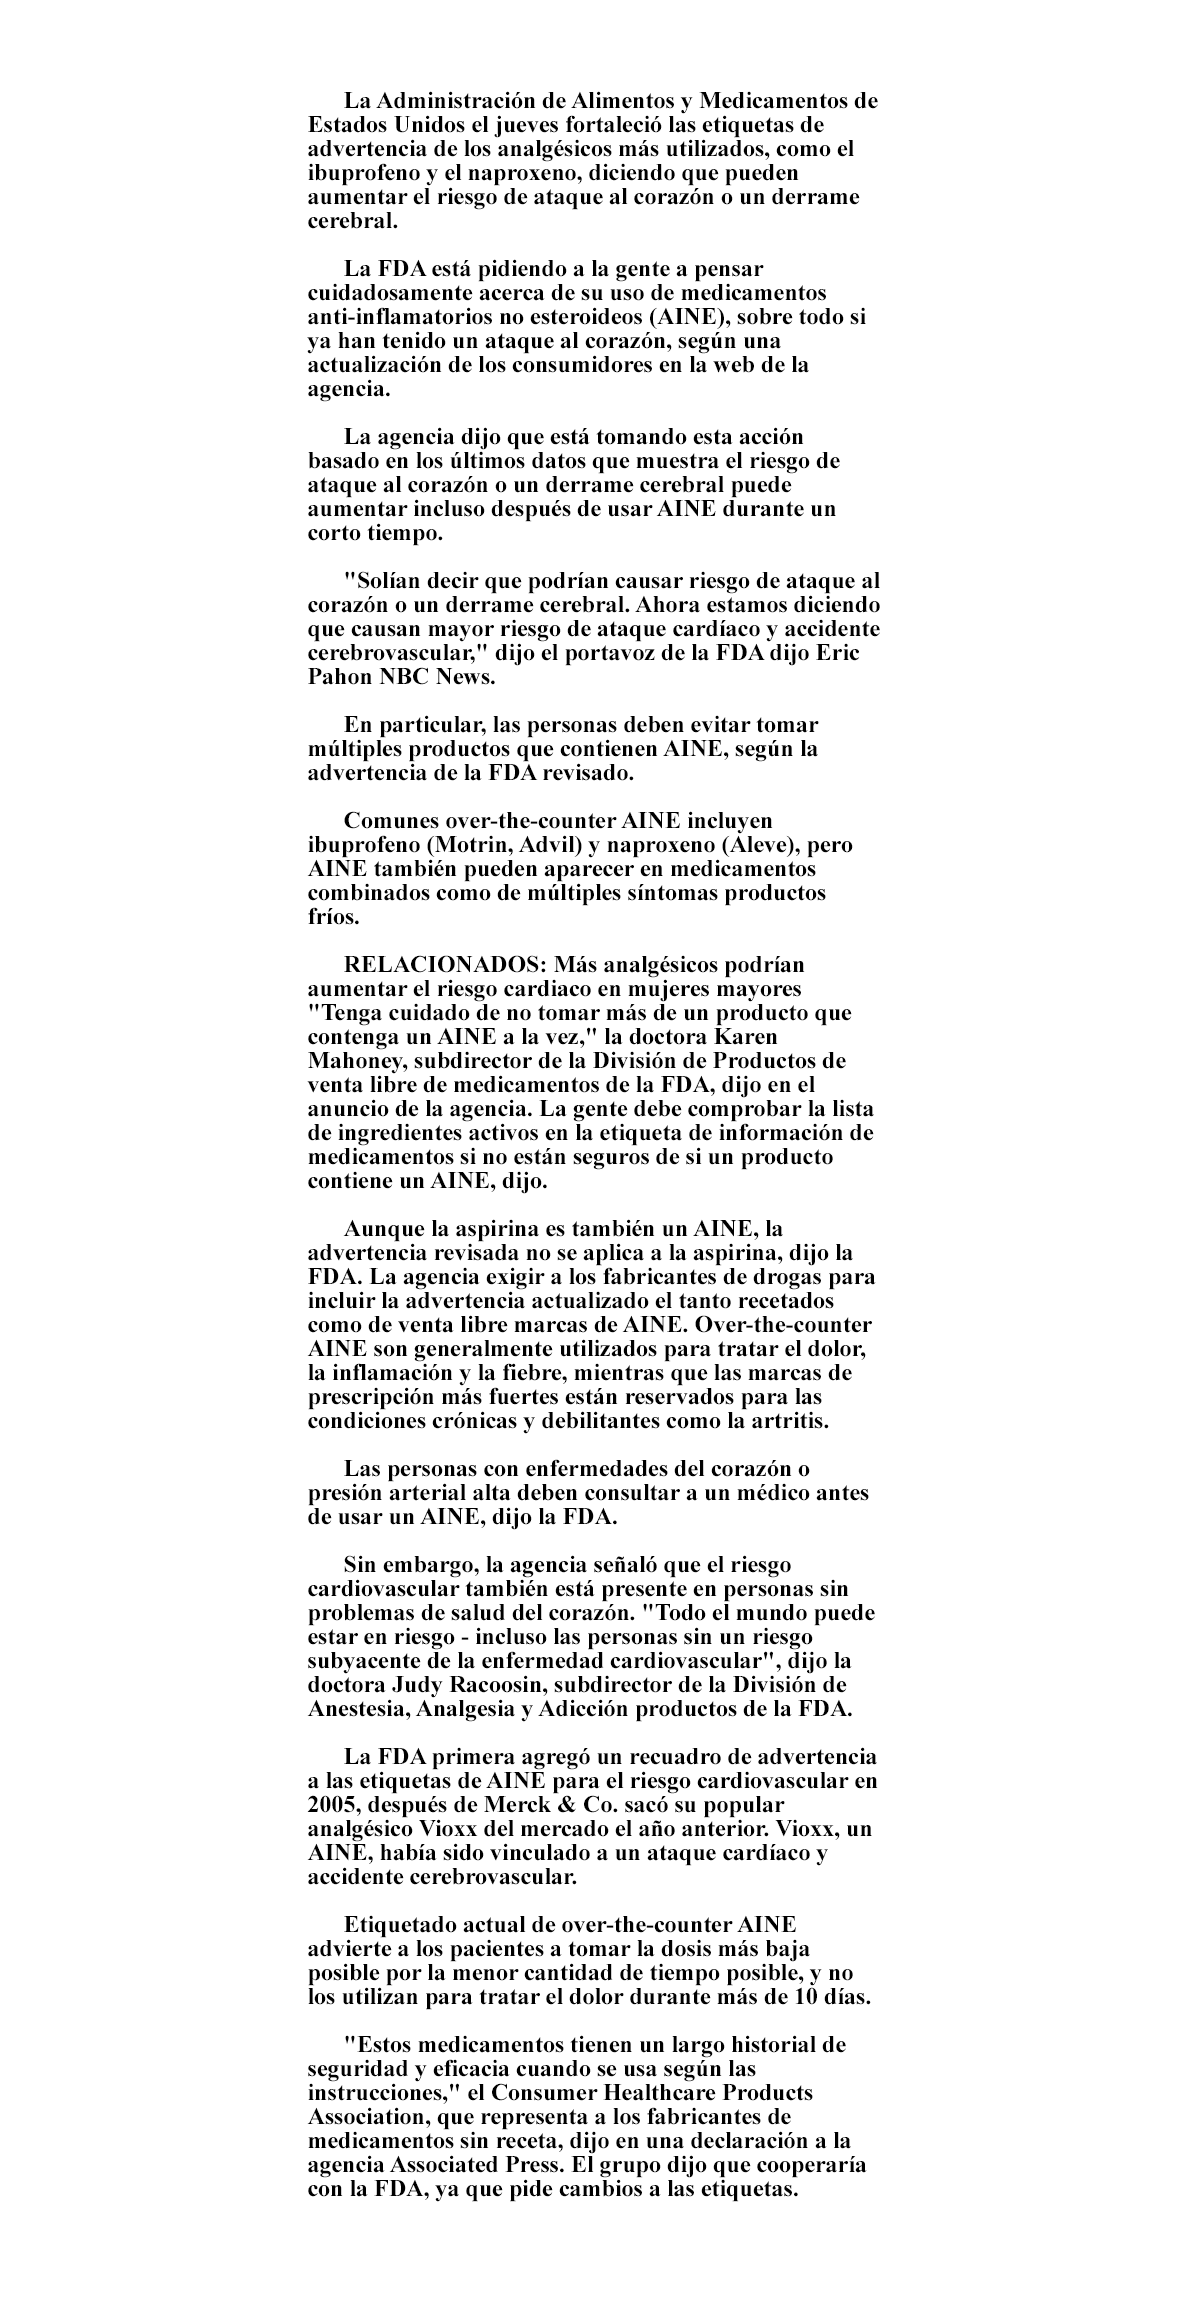 La Administración de Alimentos y Medicamentos de
Estados Unidos el jueves fortaleció las etiquetas de
advertencia de los analgésicos más utilizados, como el
ibuprofeno y el naproxeno, diciendo que pueden
aumentar el riesgo de ataque al corazón o un derrame
cerebral.
La FDA está pidiendo a la gente a pensar
cuidadosamente acerca de su uso de medicamentos
anti-inflamatorios no esteroideos (AINE), sobre todo si
ya han tenido un ataque al corazón, según una
actualización de los consumidores en la web de la
agencia.
La agencia dijo que está tomando esta acción
basado en los últimos datos que muestra el riesgo de
ataque al corazón o un derrame cerebral puede
aumentar incluso después de usar AINE durante un
corto tiempo.
"Solían decir que podrían causar riesgo de ataque al
corazón o un derrame cerebral. Ahora estamos diciendo
que causan mayor riesgo de ataque cardíaco y accidente
cerebrovascular," dijo el portavoz de la FDA dijo Eric
Pahon NBC News.
En particular, las personas deben evitar tomar
múltiples productos que contienen AINE, según la
advertencia de la FDA revisado.
Comunes over-the-counter AINE incluyen
ibuprofeno (Motrin, Advil) y naproxeno (Aleve), pero
AINE también pueden aparecer en medicamentos
combinados como de múltiples síntomas productos
fríos.
RELACIONADOS: Más analgésicos podrían
aumentar el riesgo cardiaco en mujeres mayores
"Tenga cuidado de no tomar más de un producto que
contenga un AINE a la vez," la doctora Karen
Mahoney, subdirector de la División de Productos de
venta libre de medicamentos de la FDA, dijo en el
anuncio de la agencia. La gente debe comprobar la lista
de ingredientes activos en la etiqueta de información de
medicamentos si no están seguros de si un producto
contiene un AINE, dijo.
Aunque la aspirina es también un AINE, la
advertencia revisada no se aplica a la aspirina, dijo la
FDA. La agencia exigir a los fabricantes de drogas para
incluir la advertencia actualizado el tanto recetados
como de venta libre marcas de AINE. Over-the-counter
AINE son generalmente utilizados para tratar el dolor,
la inflamación y la fiebre, mientras que las marcas de
prescripción más fuertes están reservados para las
condiciones crónicas y debilitantes como la artritis.
Las personas con enfermedades del corazón o
presión arterial alta deben consultar a un médico antes
de usar un AINE, dijo la FDA.
Sin embargo, la agencia señaló que el riesgo
cardiovascular también está presente en personas sin
problemas de salud del corazón. "Todo el mundo puede
estar en riesgo - incluso las personas sin un riesgo
subyacente de la enfermedad cardiovascular", dijo la
doctora Judy Racoosin, subdirector de la División de
Anestesia, Analgesia y Adicción productos de la FDA.
La FDA primera agregó un recuadro de advertencia
a las etiquetas de AINE para el riesgo cardiovascular en
2005, después de Merck & Co. sacó su popular
analgésico Vioxx del mercado el año anterior. Vioxx, un
AINE, había sido vinculado a un ataque cardíaco y
accidente cerebrovascular.
Etiquetado actual de over-the-counter AINE
advierte a los pacientes a tomar la dosis más baja
posible por la menor cantidad de tiempo posible, y no
los utilizan para tratar el dolor durante más de 10 días.
"Estos medicamentos tienen un largo historial de
seguridad y eficacia cuando se usa según las
instrucciones," el Consumer Healthcare Products
Association, que representa a los fabricantes de
medicamentos sin receta, dijo en una declaración a la
agencia Associated Press. El grupo dijo que cooperaría
con la FDA, ya que pide cambios a las etiquetas.